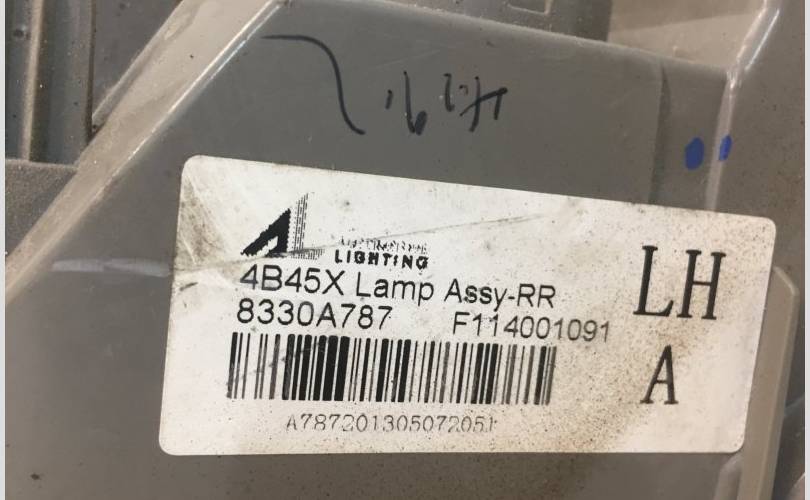 LIGHTING
4B45X Lamp Assy-RR
8330A787 F114001091
LH
A
A787201305072051